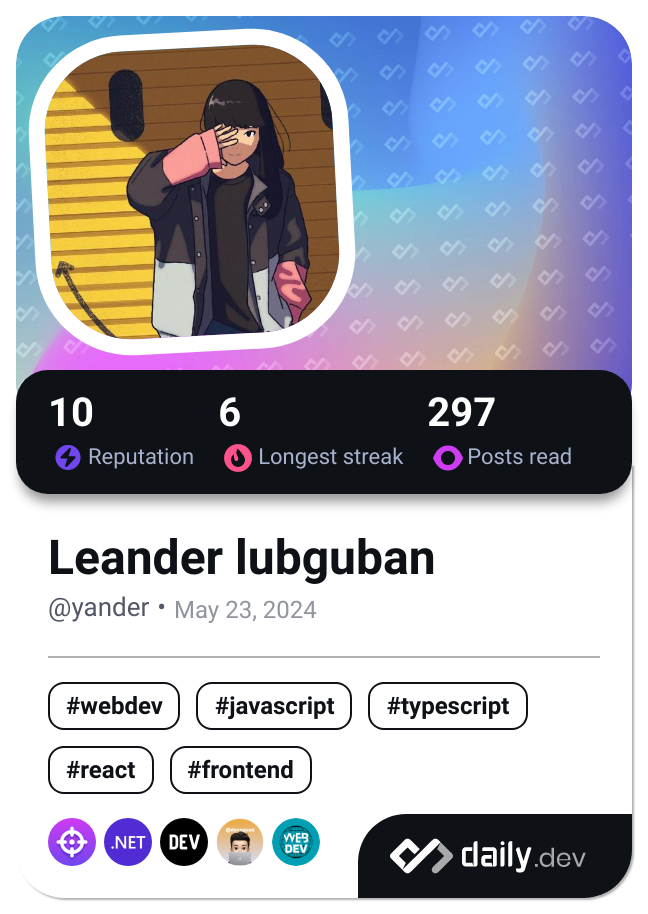 10 6 297
Reputation Longest streak Posts read
Leander lubguban
@yander • May 23, 2024
#webdev #javascript #typescript
#react #frontend
.NET DEV WEB DEV
daily.dev